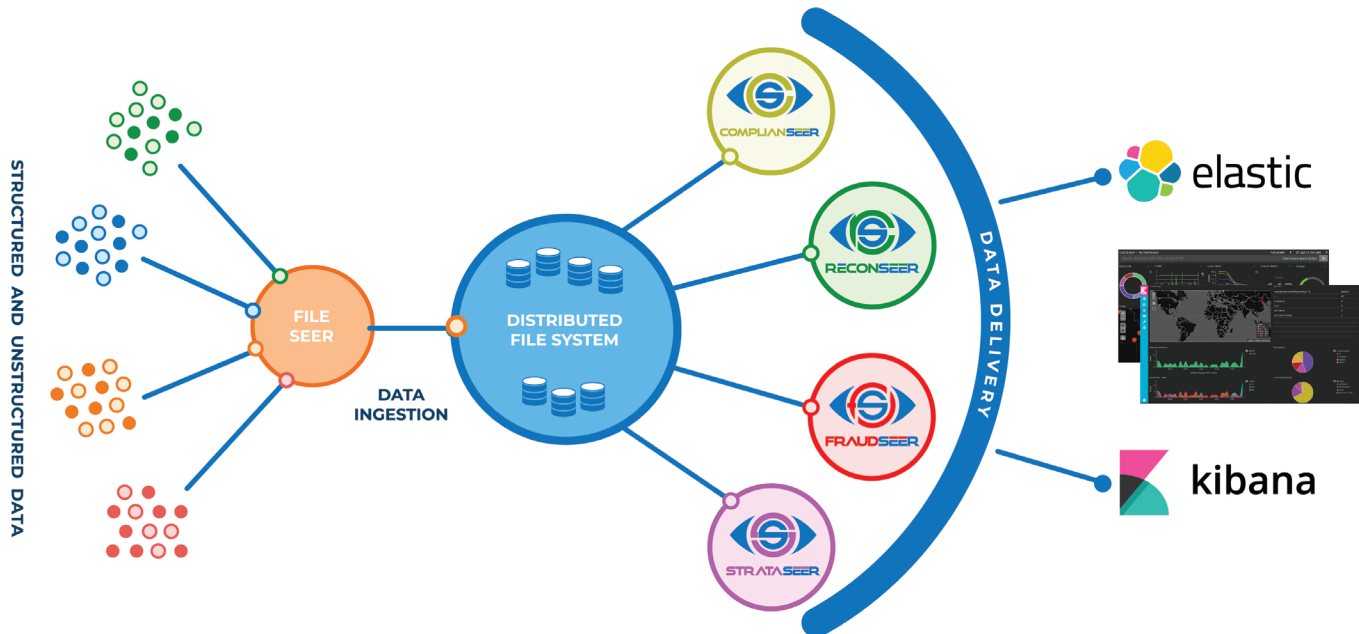 STRUCTURED AND UNSTRUCTURED DATA
FILE
SEER
DATA
INGESTION
DISTRIBUTED
FILE SYSTEM
COMPLIANSEER
RECONSEER
FRAUDSEER
STRATASEER
DATA DELIVERY
elastic
kibana